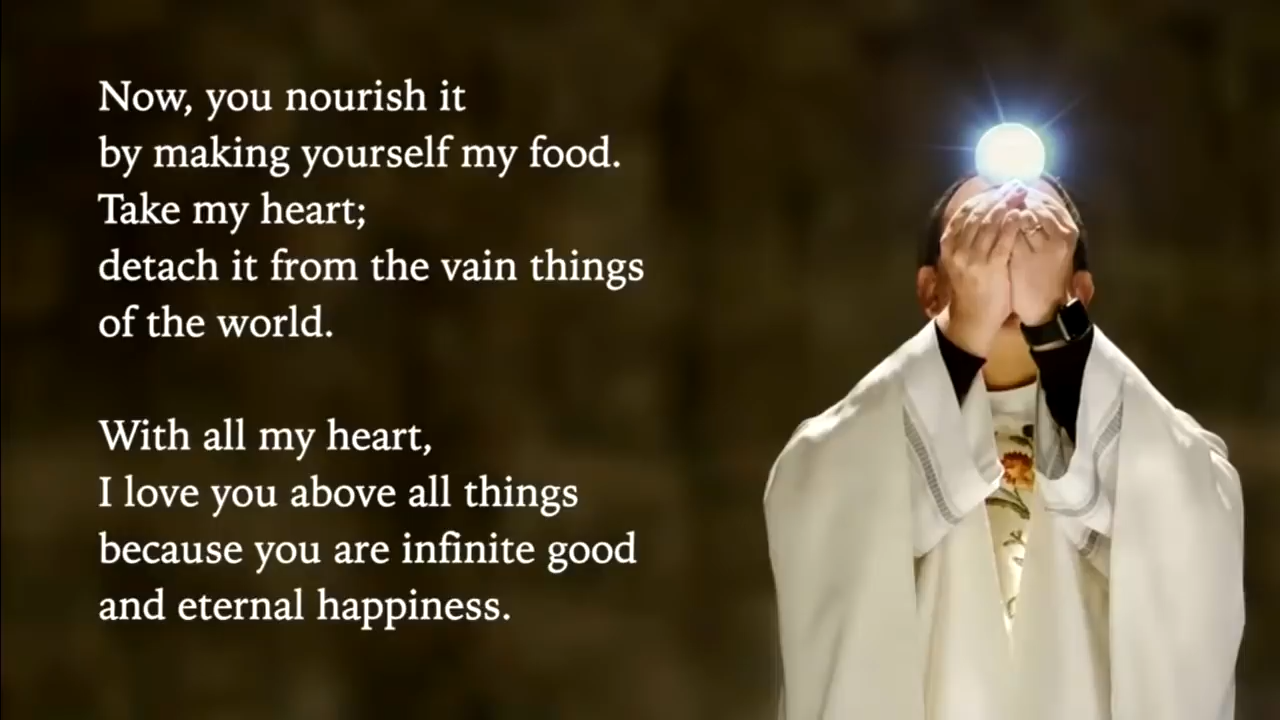 Now, you nourish it
by making yourself my food.
Take my heart;
detach it from the vain things
of the world.
With all my heart,
I love you above all things
because you are infinite good
and eternal happiness.